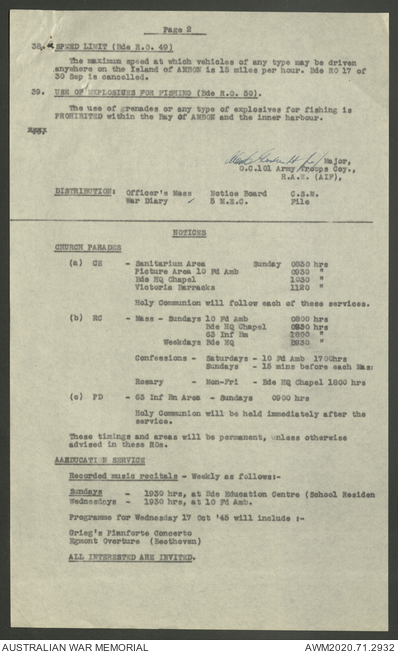 Page 2
38. SPEED LIMIT (Bde R.O. 49)
The maximum speed at which vehicles of any type may be driven
anywhere on the Island of AMBON is 15 miles per hour. Bde RO 17 of
30 Sep is cancelled.
39. USE OF EXPLOSIVES FOR FISHING (Bde R.O. 50).
The use of grenades or any type of explosives for fishing is
PROHIBITED within the Bay of AMBON and the inner harbour.
Major,
O.C.101 Army Troops Coy.,
R.A.E. (AIF),
DISTRIBUTION: Officer's Mess Notice Board C.S.M.
War Diary 5 M.E.C. File
NOTICES
CHURCH PARADES
(a) CE - Sanitarium Area Sunday 0830 hrs
Picture Area 10 Fd Amb 0930 "
Bde HQ Chapel 1030 "
Victoria Barracks 1120 "
Holy Communion will follow each of these services.
(b) RC - Mass - Sundays 10 Fd Amb 0800 hrs
Bde HQ Chapel 0930 hrs
63 Inf Bn 1800 "
Weekdays Bde HQ "
Confessions - Saturdays - 10 Fd Amb 1700hrs
Sundays - 15 mins before each Mas
Rosary - Mon-Fri - Bde HQ Chapel 1800 hrs
(c) PD - 63 Inf Bn Area - Sundays 0900 hrs
Holy Communion will be held immediately after the
service.
These timings and areas will be permanent, unless otherwise
advised in these ROs.
AAEDUCATION SERVICE
Recorded music recitals - Weekly as follows:-
Sundays - 1930 hrs, at Bde Education Centre (School Residen
Wednesdays - 1930 hrs, at 10 Fd Amb.
Programme for Wednesday 17 Oct '45 will include :-
Grieg's Pianforte Concerto
Egmont Overture (Beethoven)
ALL INTERESTED ARE INVITED.
AUSTRALIAN WAR MEMORIAL AWM2020.71.2932